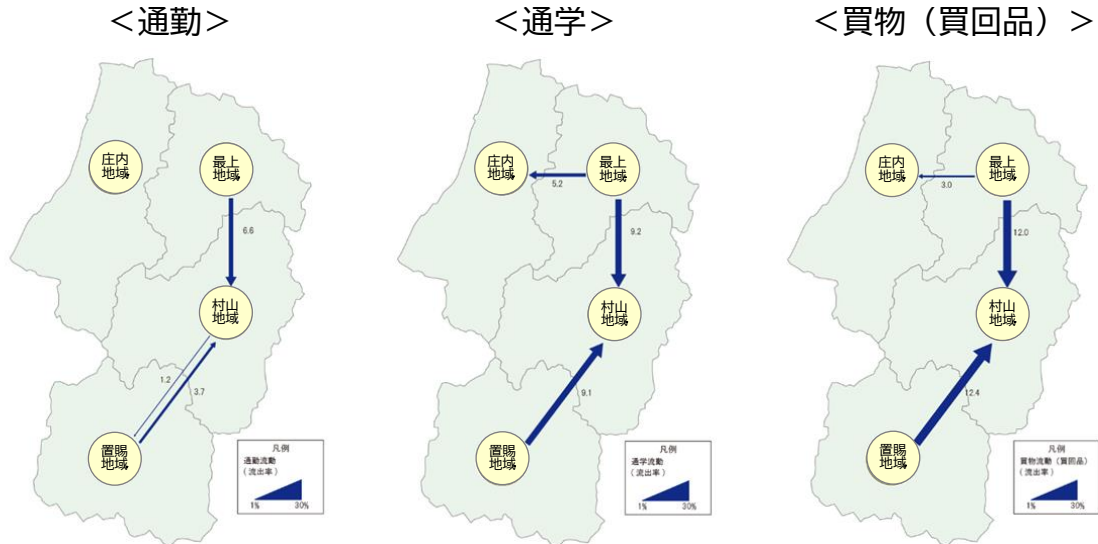 ＜通勤＞
庄内
地域
最上
地域
6.6
村山
地域
1.2
3.7
置賜
地域
凡例
通勤流動
（流出率）
1% 30%
＜通学＞
庄内
地域
最上
地域
5.2
9.2
村山
地域
9.1
置賜
地域
凡例
通学流動
（流出率）
1% 30%
＜買物（買回品）＞
庄内
地域
最上
地域
3.0
12.0
村山
地域
12.4
置賜
地域
凡例
買物流動（買回品）
（流出率）
1% 30%